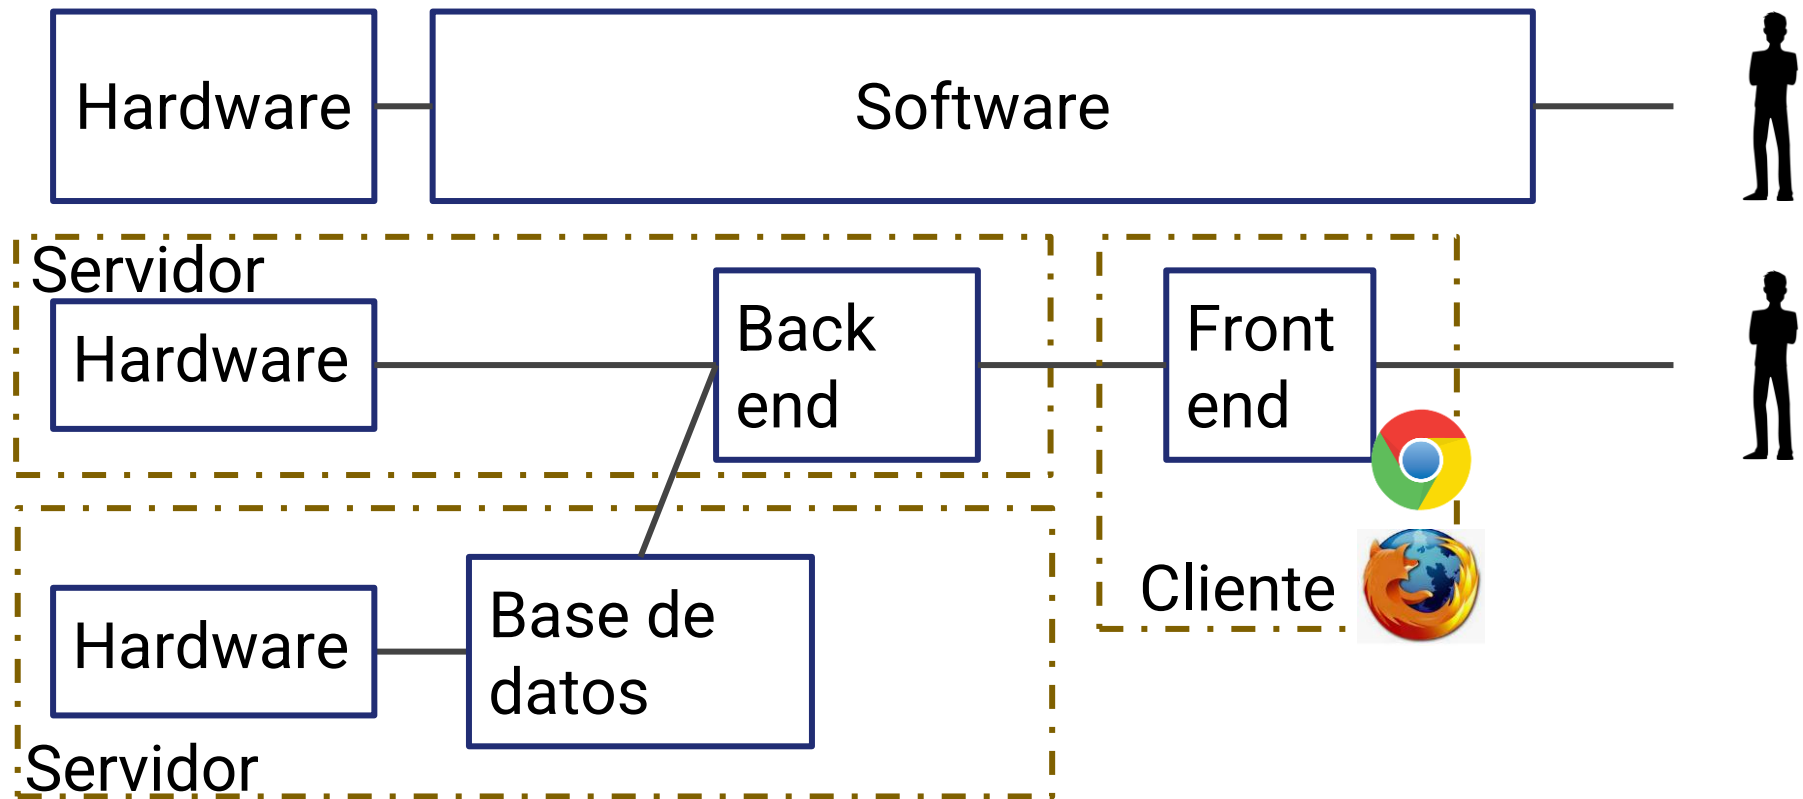 Hardware
Software
Servidor
Hardware
Back
end
Front
end
Hardware
Base de
datos
Servidor
Cliente